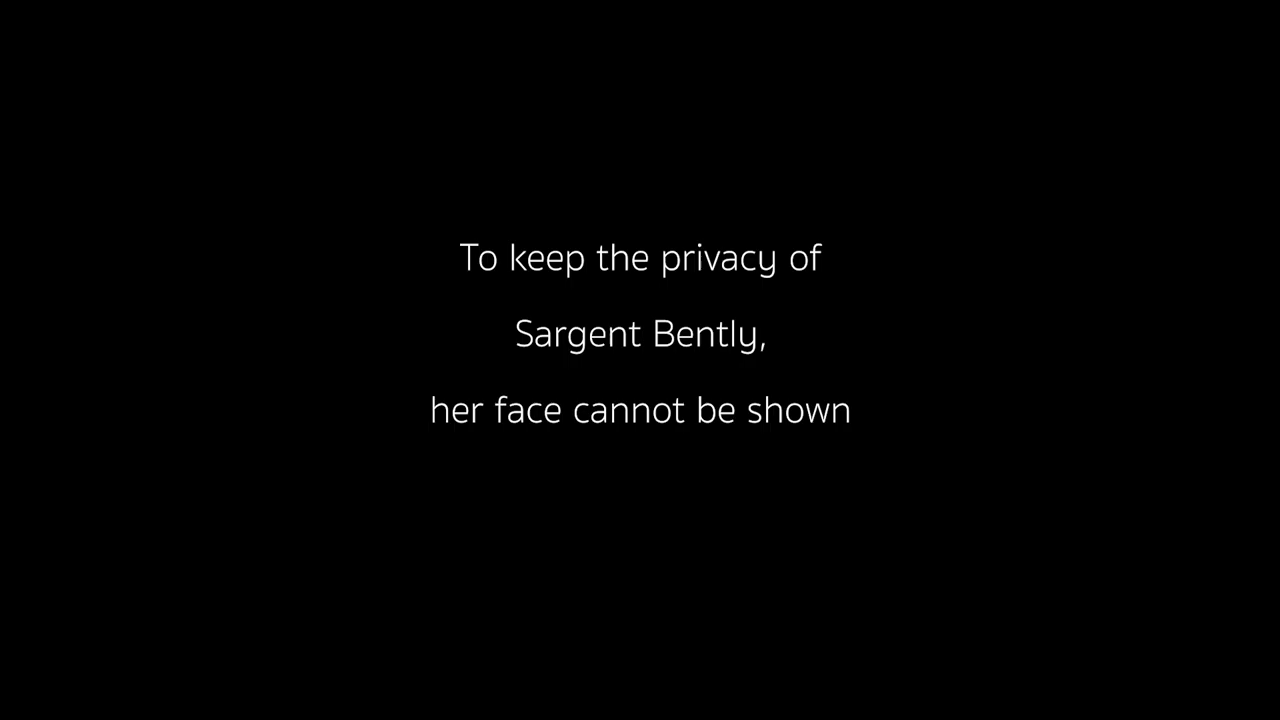 To keep the privacy of
Sargent Bently,
her face cannot be shown